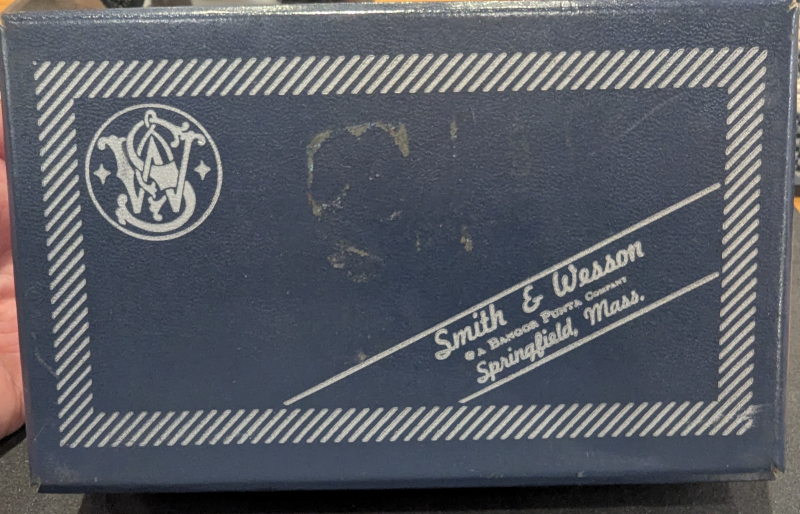 S&W
Smith & Wesson
A BANGOR PUNTA COMPANY
Springfield, Mass.